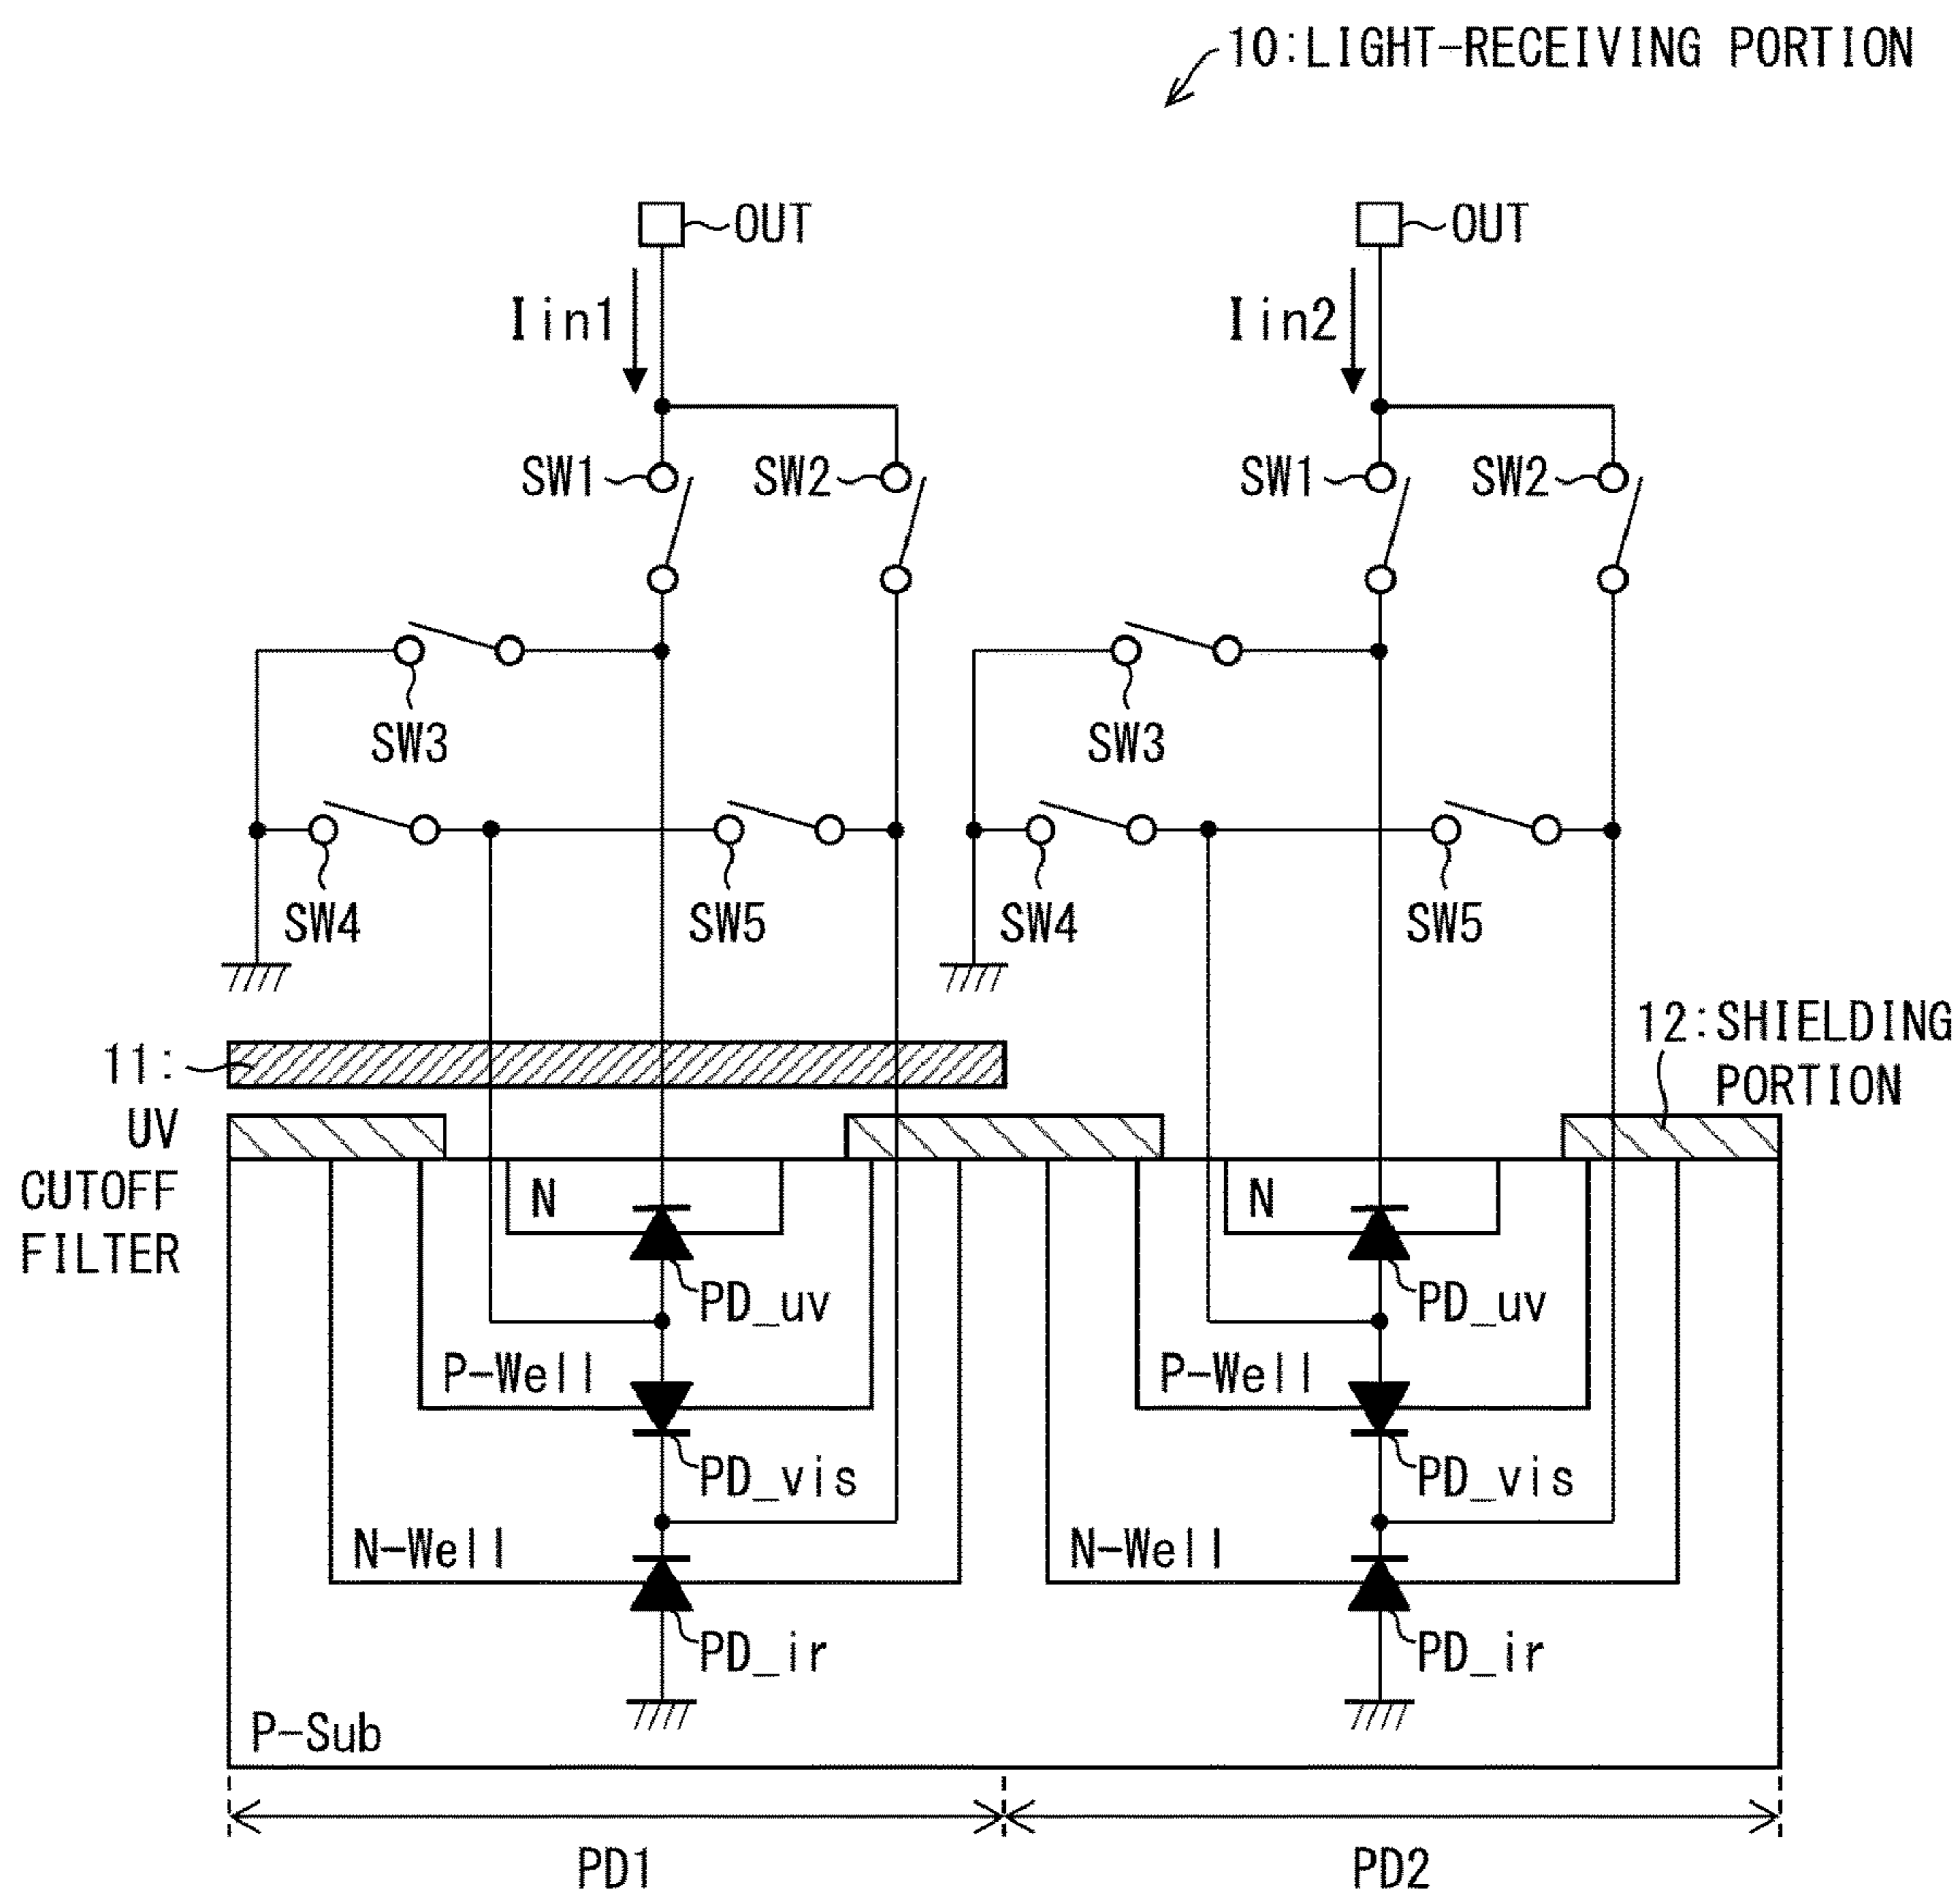 10:LIGHT-RECEIVING PORTION
OUT
OUT
Iin1
Iin2
SW1
SW2
SW1
SW2
SW3
SW3
SW4
SW5
SW4
SW5
11:
UV
CUTOFF
FILTER
12:SHIELDING
PORTION
N
N
PD_uv
PD_uv
P-Well
P-Well
PD_vis
PD_vis
N-Well
N-Well
PD_ir
PD_ir
P-Sub
PD1
PD2